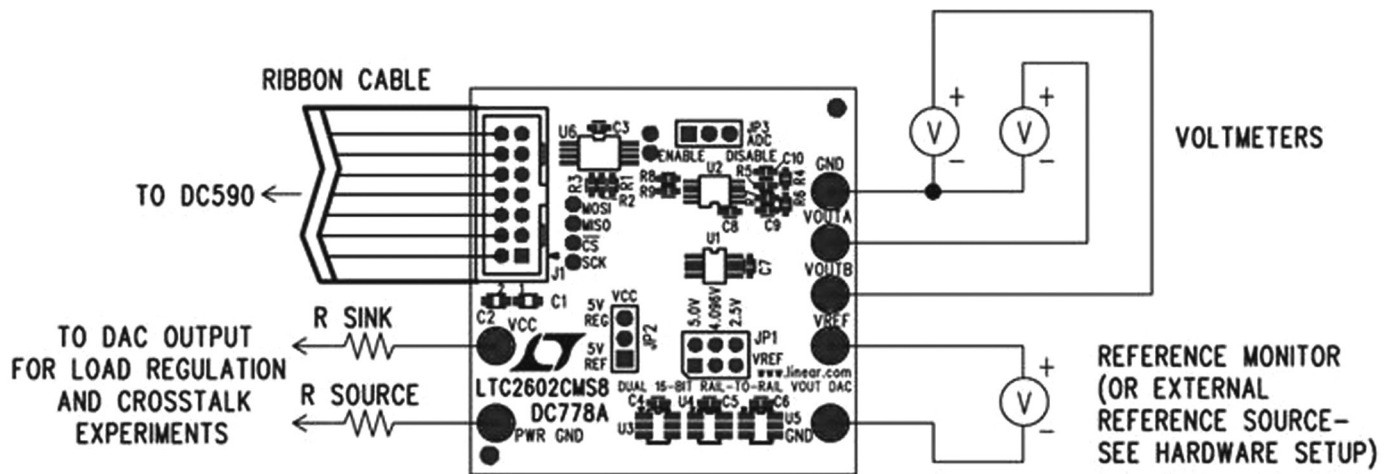 RIBBON CABLE
TO DC590
TO DAC OUTPUT
FOR LOAD REGULATION
AND CROSSTALK
EXPERIMENTS
R SINK
R SOURCE
U6
C3
JP3
ADC
ENABLE
DISABLE
C10
R3
R1
R2
R8
R9
U2
R5
R4
R7
R6
C8
C9
MOSI
MISO
CS
SCK
J1
U1
C7
2
1
C1
C2
VCC
VCC
5V
REG
5V
REF
JP2
5.0V
4.096V
2.5V
JP1
VREF
www.linear.com
LT
LTC2602CMS8
DUAL 16-BIT RAIL-TO-RAIL VOUT DAC
DC778A
C4
U4
C5
C6
U3
U5
PWR GND
GND
GND
VOUTA
VOUTB
VREF
+
V
-
+
V
-
VOLTMETERS
+
V
-
REFERENCE MONITOR
(OR EXTERNAL
REFERENCE SOURCE-
SEE HARDWARE SETUP)